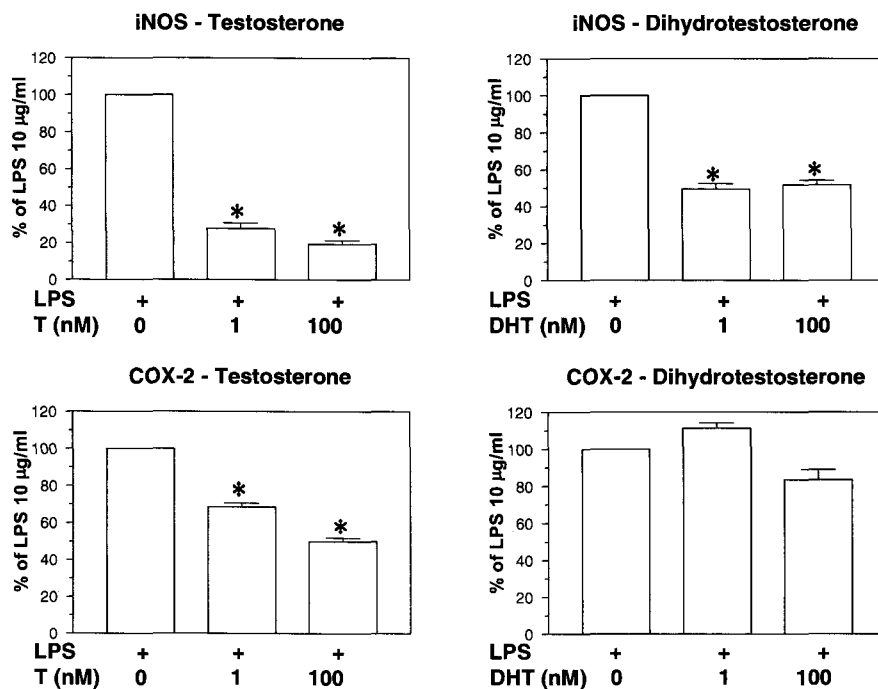 iNOS - Testosterone
% of LPS 10 µg/ml
120
100
80
60
40
20
0
*
*
LPS + + +
T (nM) 0 1 100
iNOS - Dihydrotestosterone
% of LPS 10 µg/ml
120
100
80
60
40
20
0
*
*
LPS + + +
DHT (nM) 0 1 100
COX-2 - Testosterone
% of LPS 10 µg/ml
120
100
80
60
40
20
0
*
*
LPS + + +
T (nM) 0 1 100
COX-2 - Dihydrotestosterone
% of LPS 10 µg/ml
120
100
80
60
40
20
0
LPS + + +
DHT (nM) 0 1 100